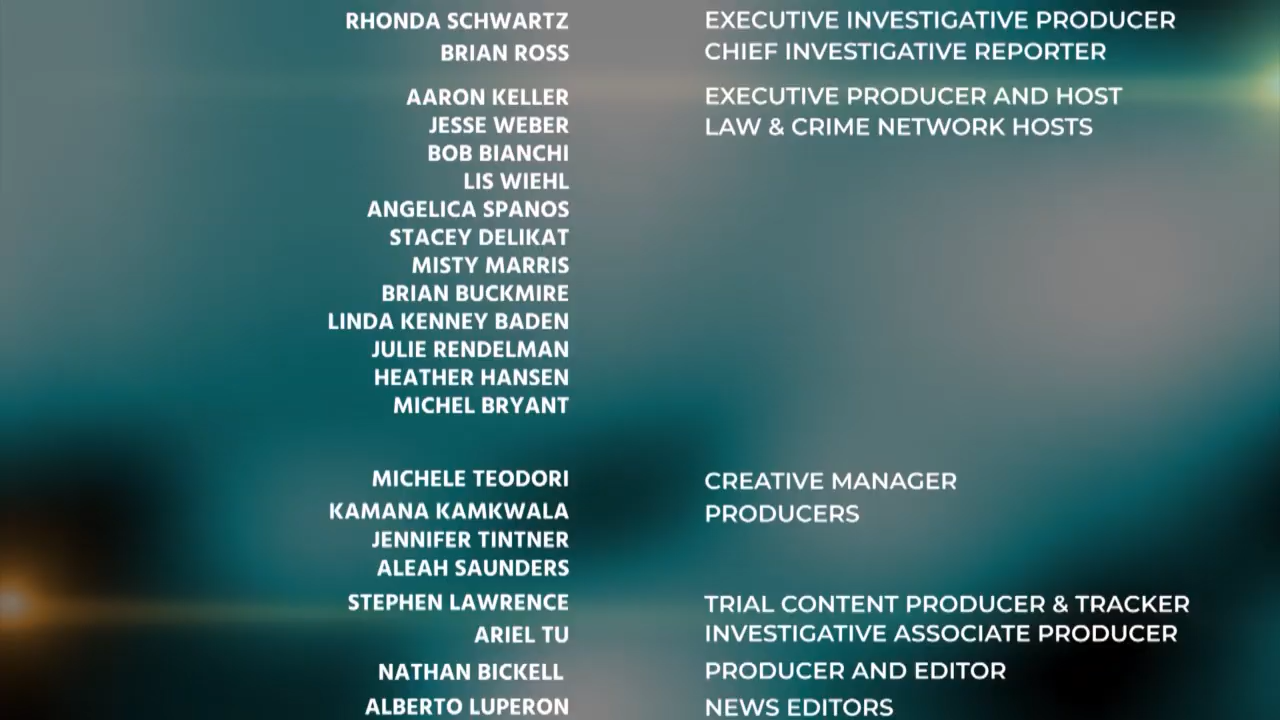 RHONDA SCHWARTZ EXECUTIVE INVESTIGATIVE PRODUCER
BRIAN ROSS CHIEF INVESTIGATIVE REPORTER
AARON KELLER EXECUTIVE PRODUCER AND HOST
JESSE WEBER LAW & CRIME NETWORK HOSTS
BOB BIANCHI
LIS WIEHL
ANGELICA SPANOS
STACEY DELIKAT
MISTY MARRIS
BRIAN BUCKMIRE
LINDA KENNEY BADEN
JULIE RENDELMAN
HEATHER HANSEN
MICHEL BRYANT
MICHELE TEODORI CREATIVE MANAGER
KAMANA KAMKWALA PRODUCERS
JENNIFER TINTNER
ALEAH SAUNDERS
STEPHEN LAWRENCE TRIAL CONTENT PRODUCER & TRACKER
ARIEL TU INVESTIGATIVE ASSOCIATE PRODUCER
NATHAN BICKELL PRODUCER AND EDITOR
ALBERTO LUPERON NEWS EDITORS